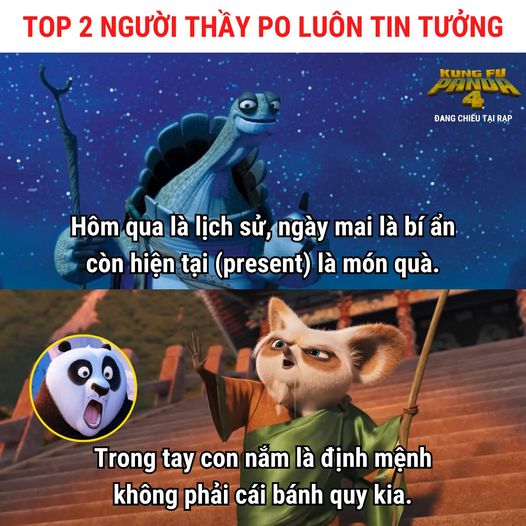 TOP 2 NGƯỜI THẦY PO LUÔN TIN TƯỞNG
KUNG FU
PANDA
4
ĐANG CHIẾU TẠI RẠP
Hôm qua là lịch sử, ngày mai là bí ẩn
còn hiện tại (present) là món quà.
Trong tay con nắm là định mệnh
không phải cái bánh quy kia.